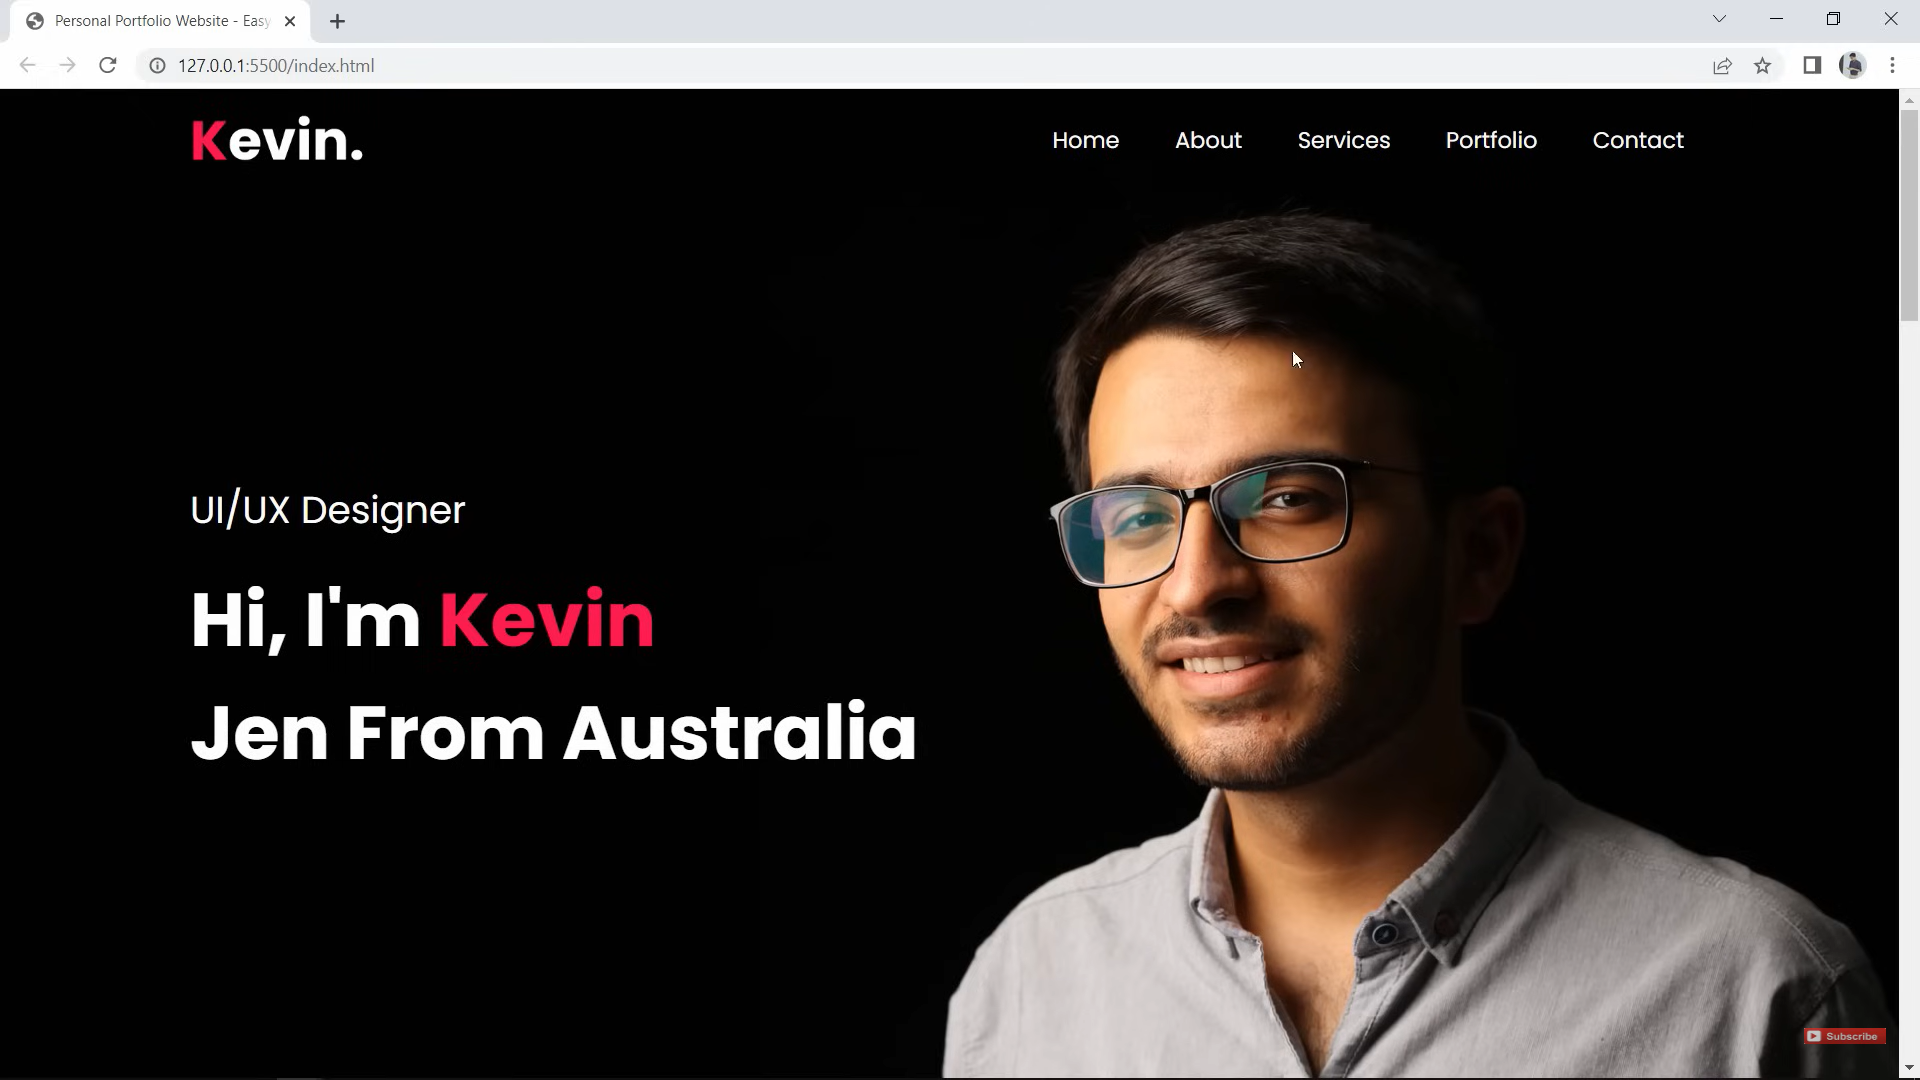 Personal Portfolio Website - Easy
127.0.0.1:5500/index.html
Kevin.
Home About Services Portfolio Contact
UI/UX Designer
Hi, I'm Kevin
Jen From Australia
Subscribe